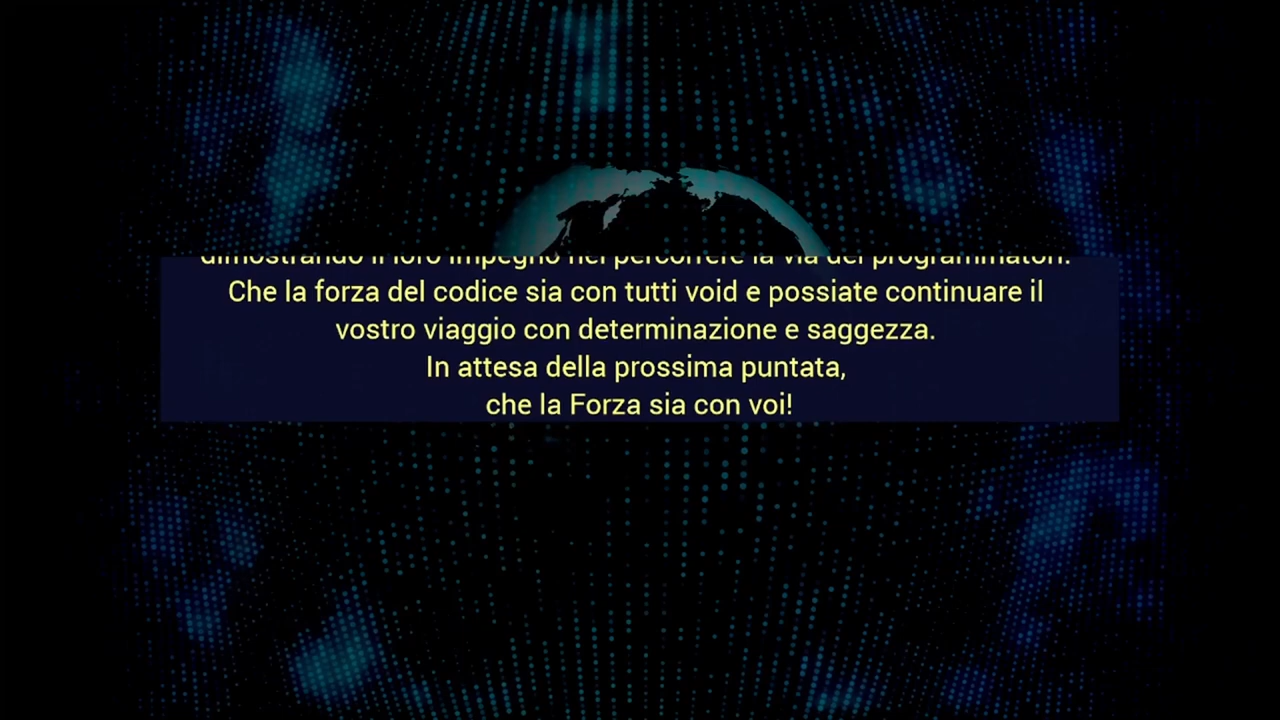 dimostrando il loro impegno nel percorrere la via dei programmatori.
Che la forza del codice sia con tutti void e possiate continuare il
vostro viaggio con determinazione e saggezza.
In attesa della prossima puntata,
che la Forza sia con voi!